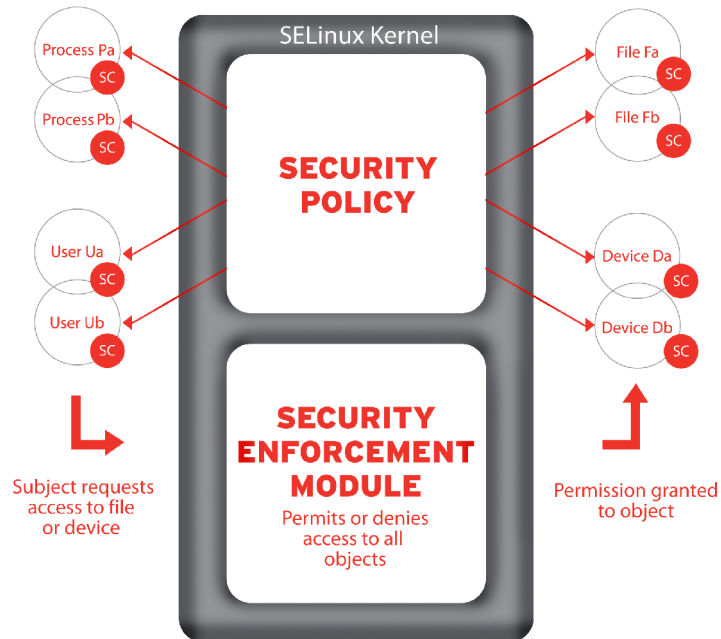 SELinux Kernel
Process Pa
SC
Process Pb
SC
User Ua
SC
User Ub
SC
Subject requests
access to file
or device
SECURITY
POLICY
SECURITY
ENFORCEMENT
MODULE
Permits or denies
access to all
objects
File Fa
SC
File Fb
SC
Device Da
SC
Device Db
SC
Permission granted
to object